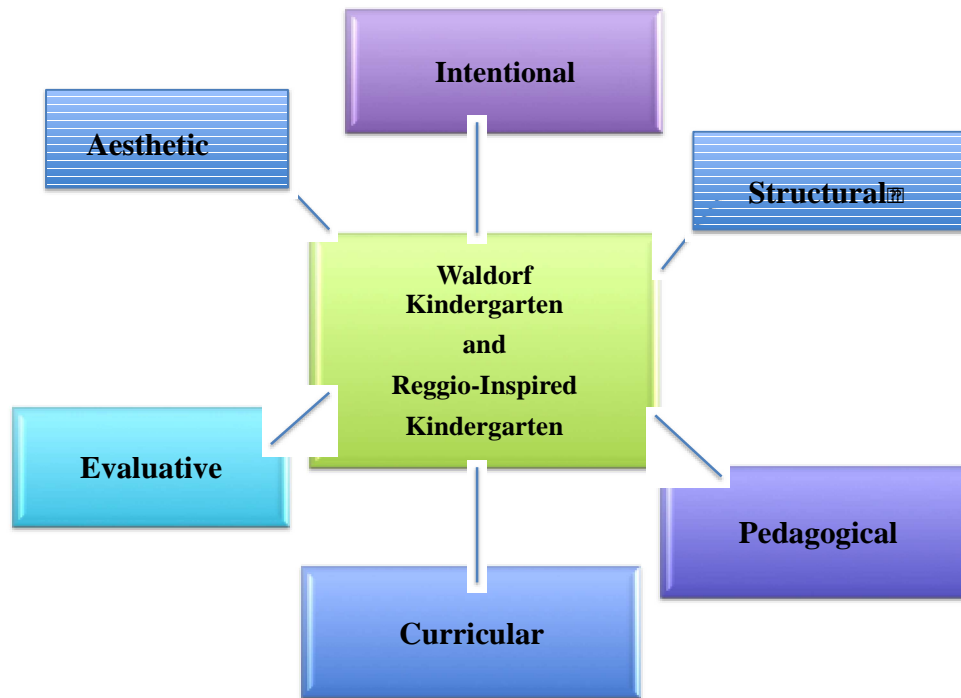 Intentional
Aesthetic
Structural
Waldorf
Kindergarten
and
Reggio-Inspired
Kindergarten
Evaluative
Pedagogical
Curricular